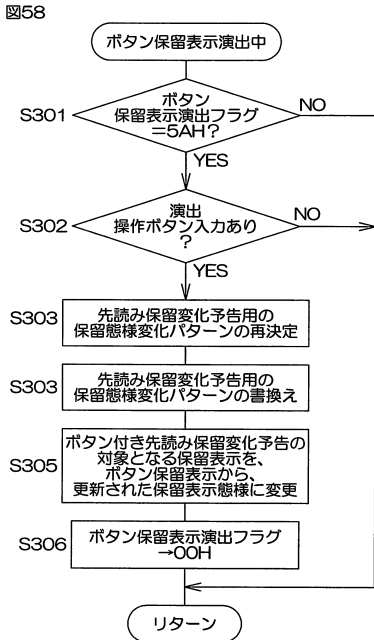 図58
ボタン保留表示演出中
S301
ボタン
保留表示演出フラグ
=5AH?
NO
YES
S302
演出
操作ボタン入力あり
?
NO
YES
S303
先読み保留変化予告用の
保留態様変化パターンの再決定
S303
先読み保留変化予告用の
保留態様変化パターンの書換え
S305
ボタン付き先読み保留変化予告の
対象となる保留表示を、
ボタン保留表示から、
更新された保留表示態様に変更
S306
ボタン保留表示演出フラグ
→00H
リターン